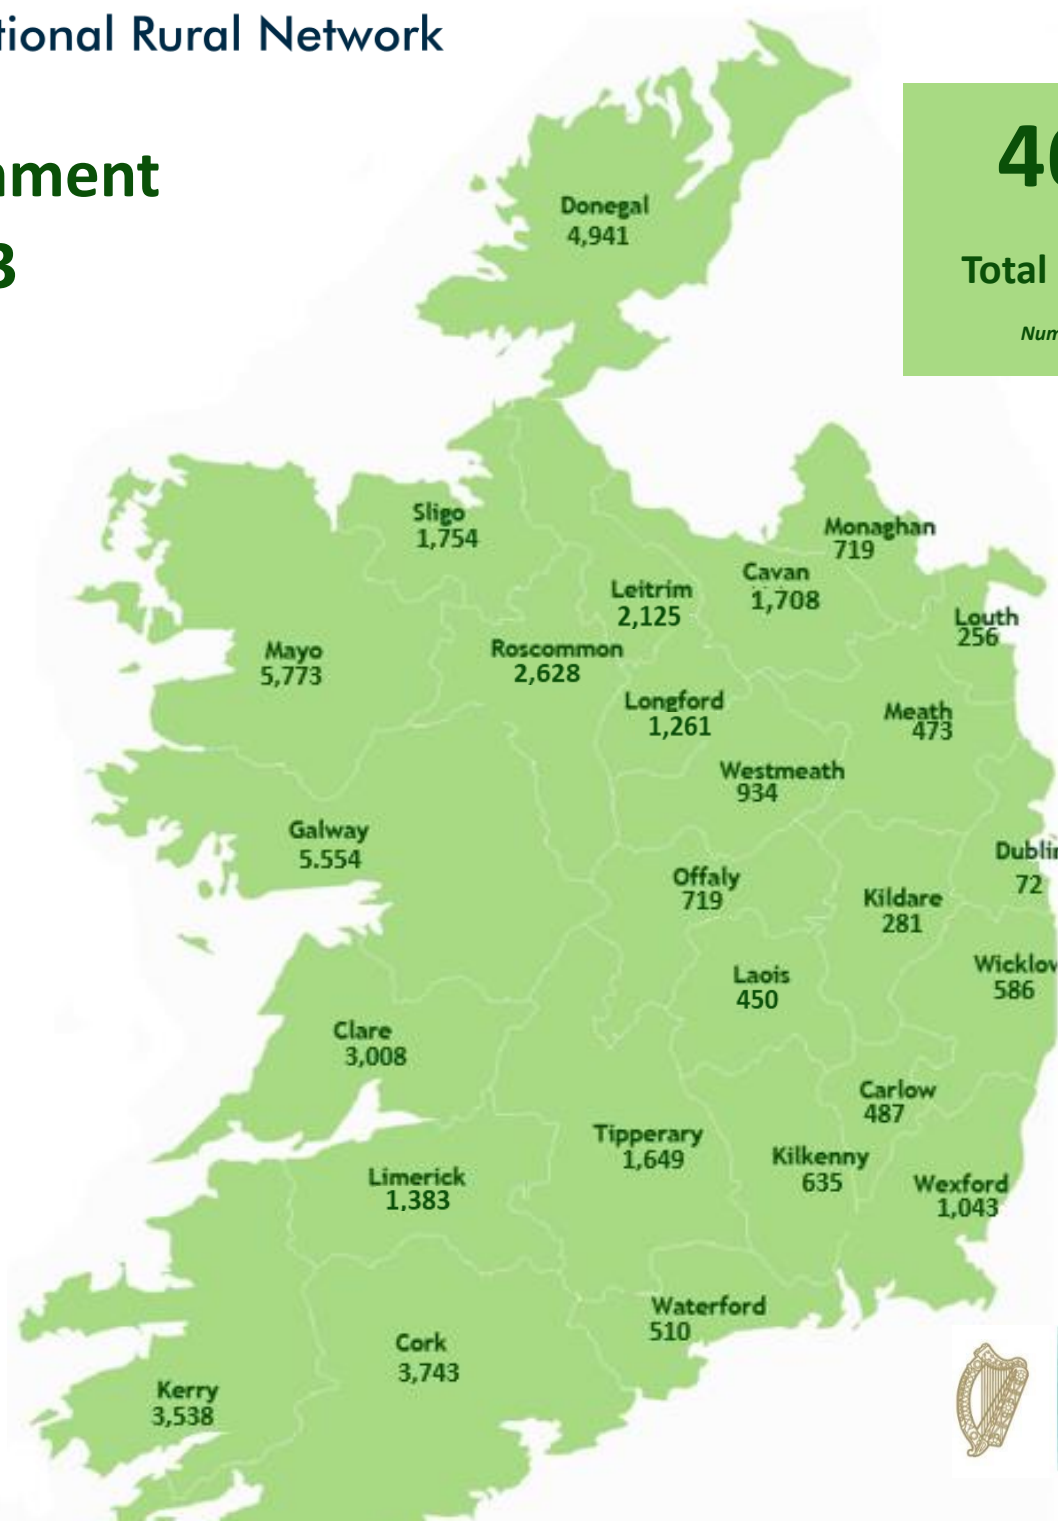 tional Rural Network
nment
3
40
Total
Num
Donegal
4,941
Sligo
1,754
Monaghan
719
Cavan
1,708
Leitrim
2,125
Louth
256
Mayo
5,773
Roscommon
2,628
Longford
1,261
Meath
473
Westmeath
934
Galway
5.554
Dublin
72
Offaly
719
Kildare
281
Wicklow
586
Laois
450
Clare
3,008
Carlow
487
Tipperary
1,649
Kilkenny
635
Limerick
1,383
Wexford
1,043
Waterford
510
Cork
3,743
Kerry
3,538